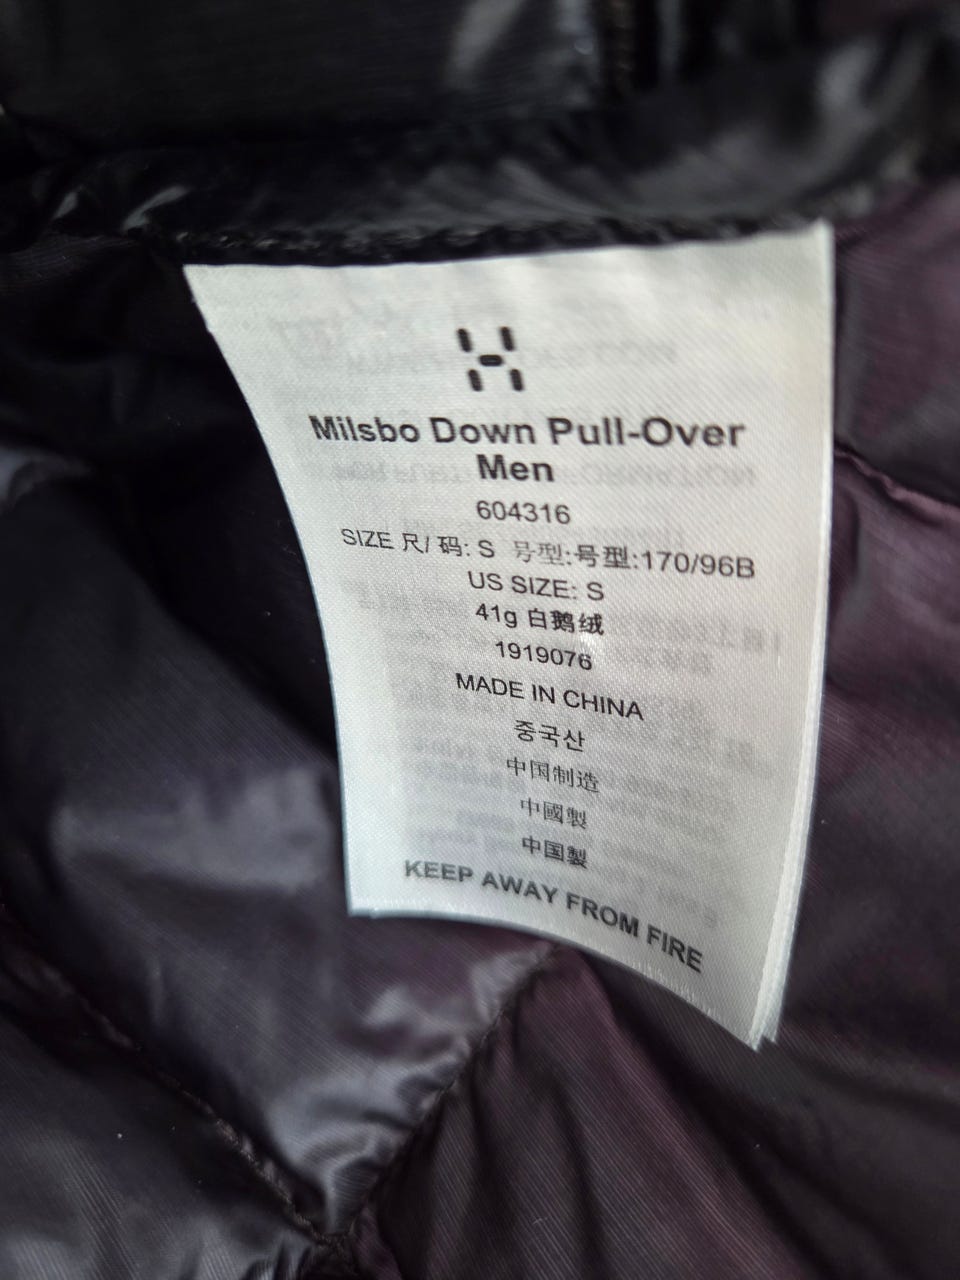 Milsbo Down Pull-Over
Men
604316
SIZE 尺/ 码: S 号型:号型:170/96B
US SIZE: S
41g 白鹅绒
1919076
MADE IN CHINA
중국산
中国制造
中國製
中国製
KEEP AWAY FROM FIRE